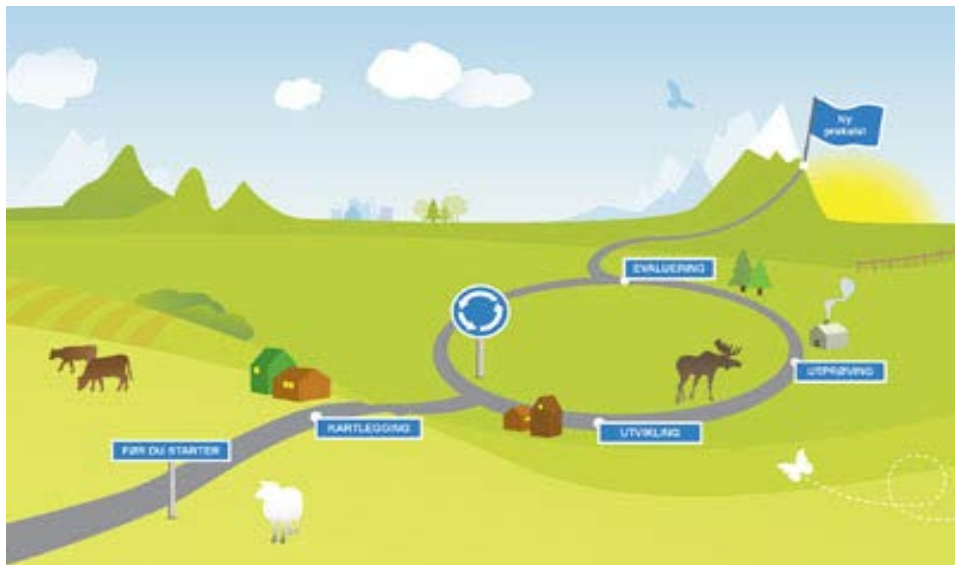 FØR DU STARTER
KARTLEGGING
UTVIKLING
UTPRØVING
EVALUERING
Ny
praksis!